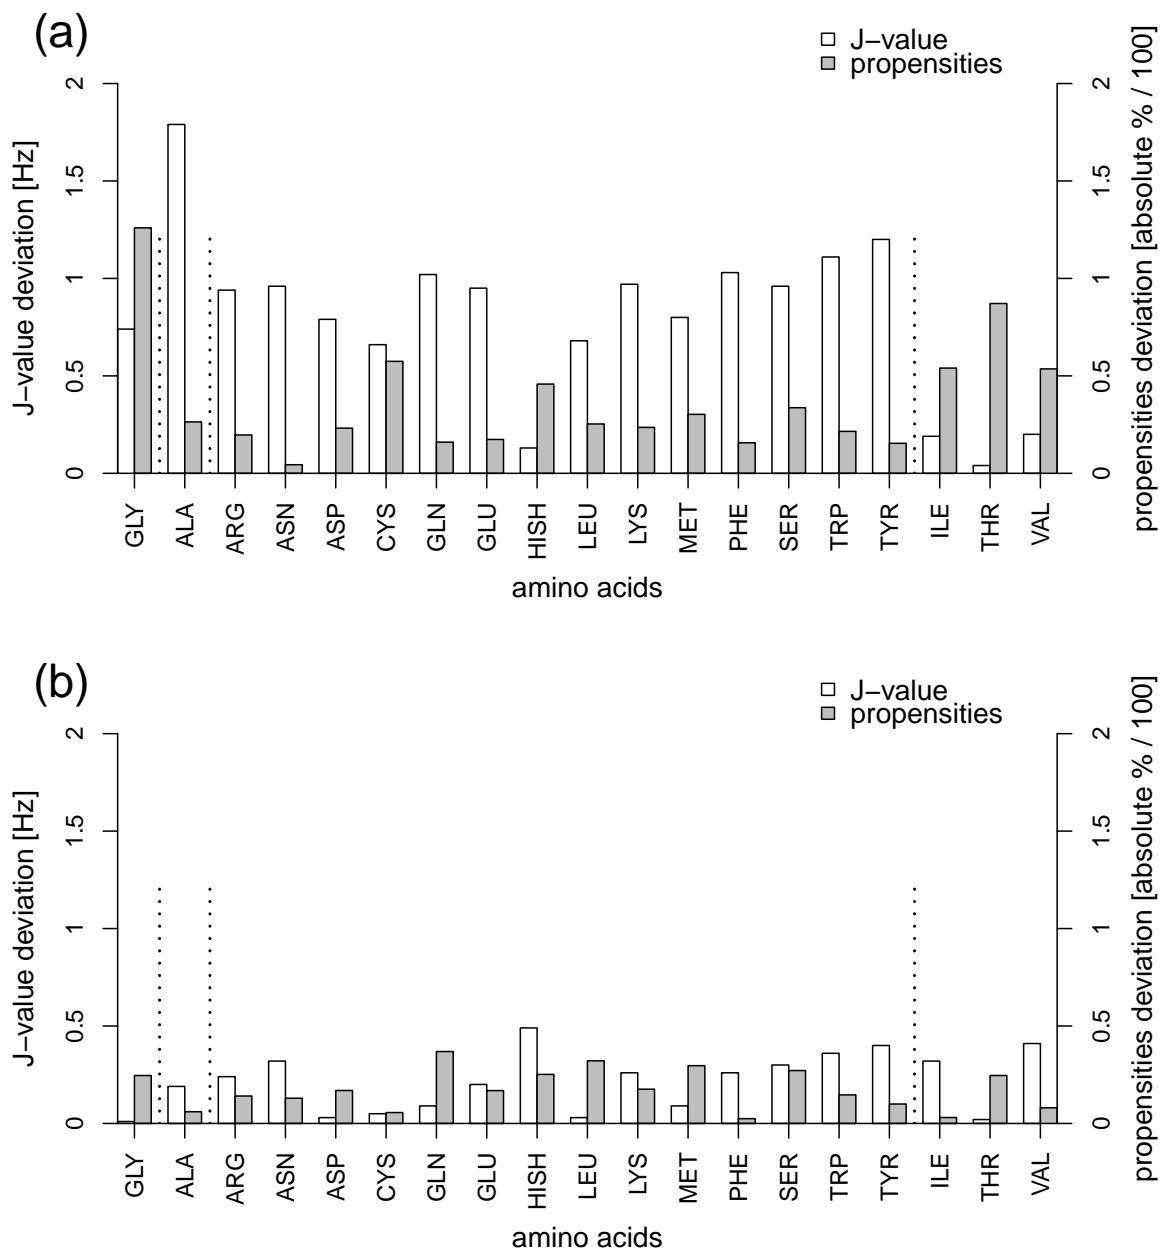 (a)
J−value
propensities
J−value deviation [Hz]
0
0.5
1
1.5
2
propensities deviation [absolute % / 100]
0
0.5
1
1.5
2
GLY
ALA
ARG
ASN
ASP
CYS
GLN
GLU
HISH
LEU
LYS
MET
PHE
SER
TRP
TYR
ILE
THR
VAL
amino acids
(b)
J−value
propensities
J−value deviation [Hz]
0
0.5
1
1.5
2
propensities deviation [absolute % / 100]
0
0.5
1
1.5
2
GLY
ALA
ARG
ASN
ASP
CYS
GLN
GLU
HISH
LEU
LYS
MET
PHE
SER
TRP
TYR
ILE
THR
VAL
amino acids